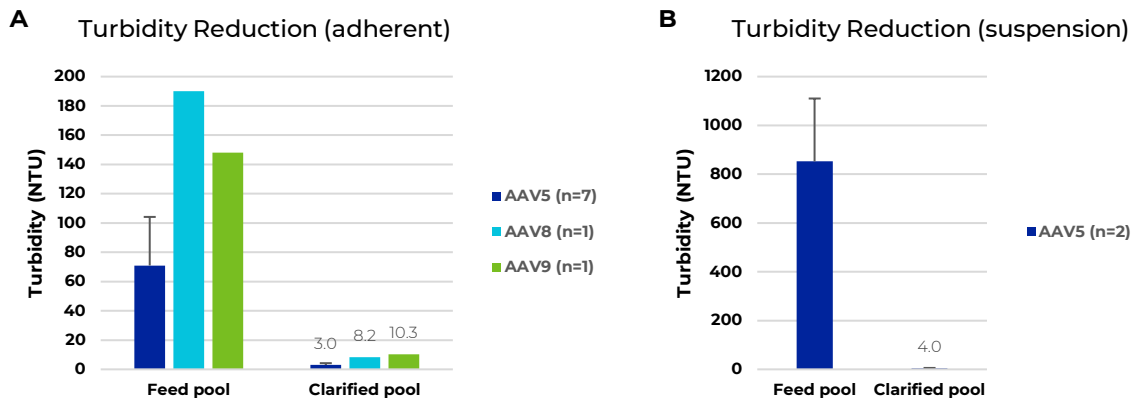 A
Turbidity Reduction (adherent)
Turbidity (NTU)
200
180
160
140
120
100
80
60
40
20
0
3.0
8.2
10.3
Feed pool
Clarified pool
AAV5 (n=7)
AAV8 (n=1)
AAV9 (n=1)
B
Turbidity Reduction (suspension)
Turbidity (NTU)
1200
1000
800
600
400
200
0
4.0
Feed pool
Clarified pool
AAV5 (n=2)